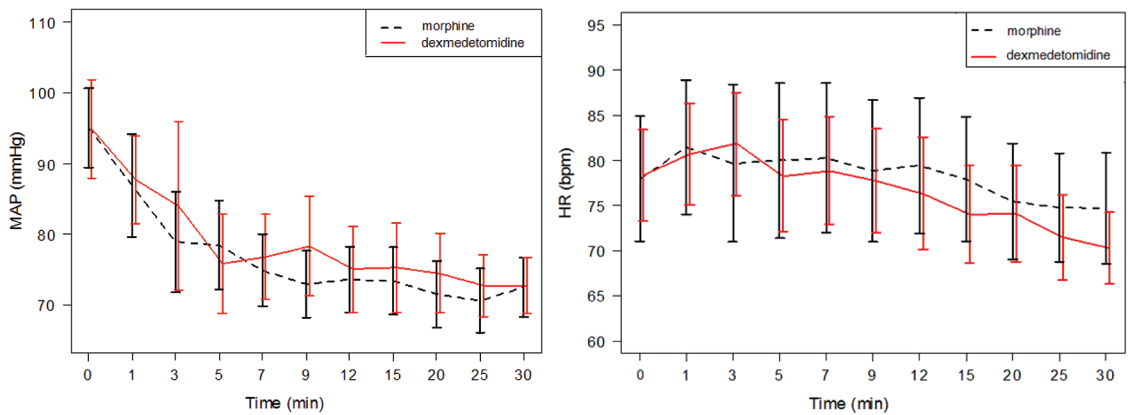 110
100
90
80
70
MAP (mmHg)
morphine
dexmedetomidine
0 1 3 5 7 9 12 15 20 25 30
Time (min)
95
90
85
80
75
70
65
60
HR (bpm)
morphine
dexmedetomidine
0 1 3 5 7 9 12 15 20 25 30
Time (min)